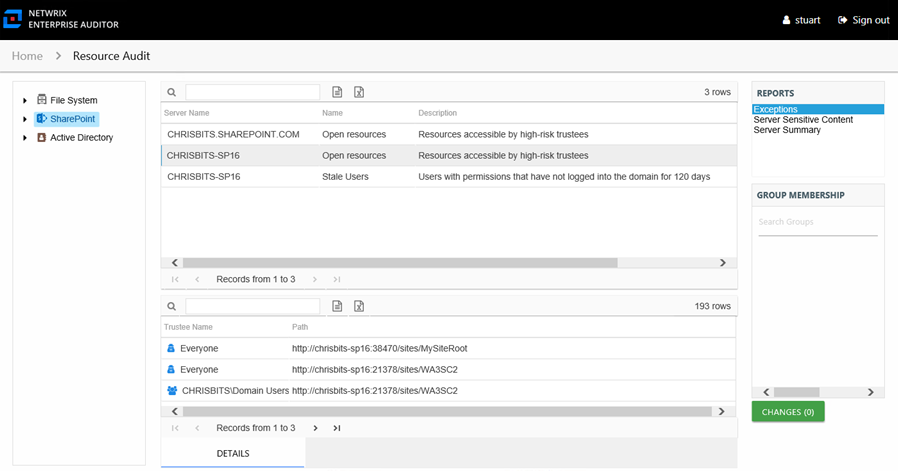 NETWRIX
ENTERPRISE AUDITOR
stuart
Sign out
Home > Resource Audit
File System
SharePoint
Active Directory
3 rows
Server Name Name Description
CHRISBITS.SHAREPOINT.COM Open resources Resources accessible by high-risk trustees
CHRISBITS-SP16 Open resources Resources accessible by high-risk trustees
CHRISBITS-SP16 Stale Users Users with permissions that have not logged into the domain for 120 days
Records from 1 to 3
193 rows
Trustee Name Path
Everyone http://chrisbits-sp16:38470/sites/MySiteRoot
Everyone http://chrisbits-sp16:21378/sites/WA3SC2
CHRISBITS\Domain Users http://chrisbits-sp16:21378/sites/WA3SC2
Records from 1 to 3
DETAILS
REPORTS
Exceptions
Server Sensitive Content
Server Summary
GROUP MEMBERSHIP
Search Groups
CHANGES (0)